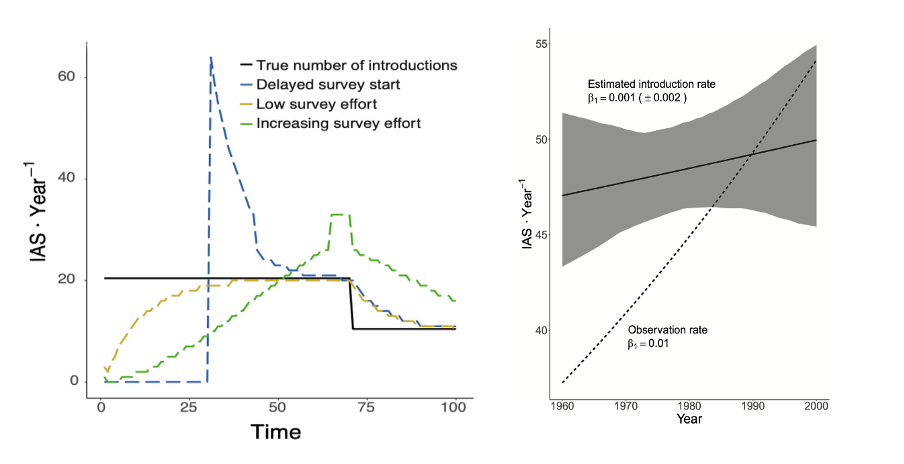 IAS · Year⁻¹
60
40
20
0
True number of introductions
Delayed survey start
Low survey effort
Increasing survey effort
0 25 50 75 100
Time
IAS · Year⁻¹
55
50
45
40
Estimated introduction rate
β₁ = 0.001 ( ± 0.002 )
Observation rate
β₁ = 0.01
1960 1970 1980 1990 2000
Year